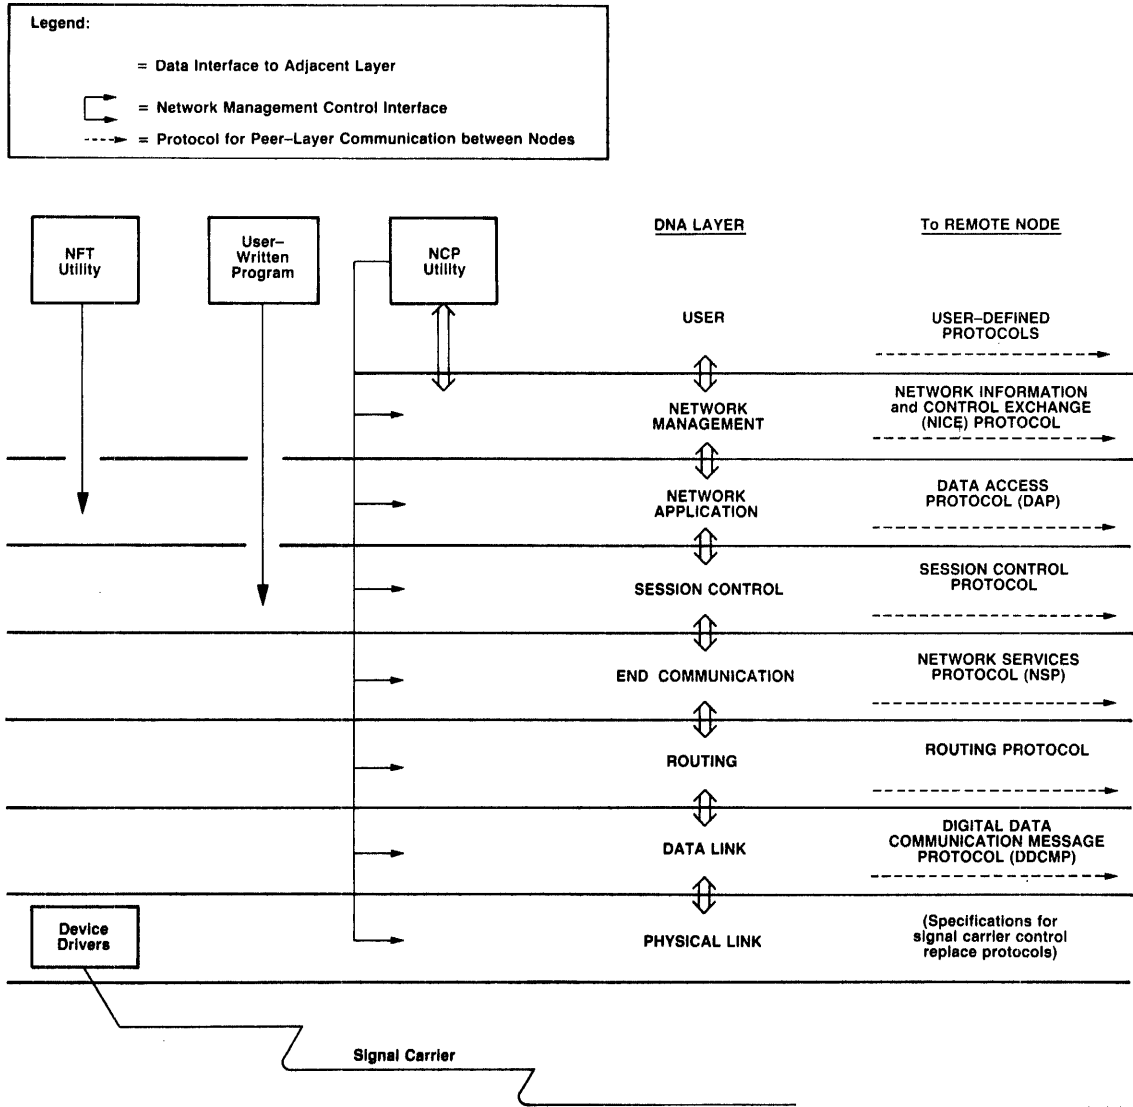 Legend:
= Data Interface to Adjacent Layer
= Network Management Control Interface
= Protocol for Peer–Layer Communication between Nodes
NFT
Utility
User–
Written
Program
NCP
Utility
DNA LAYER
To REMOTE NODE
USER
USER–DEFINED
PROTOCOLS
NETWORK
MANAGEMENT
NETWORK INFORMATION
and CONTROL EXCHANGE
(NICE) PROTOCOL
NETWORK
APPLICATION
DATA ACCESS
PROTOCOL (DAP)
SESSION CONTROL
SESSION CONTROL
PROTOCOL
END COMMUNICATION
NETWORK SERVICES
PROTOCOL (NSP)
ROUTING
ROUTING PROTOCOL
DATA LINK
DIGITAL DATA
COMMUNICATION MESSAGE
PROTOCOL (DDCMP)
Device
Drivers
PHYSICAL LINK
(Specifications for
signal carrier control
replace protocols)
Signal Carrier